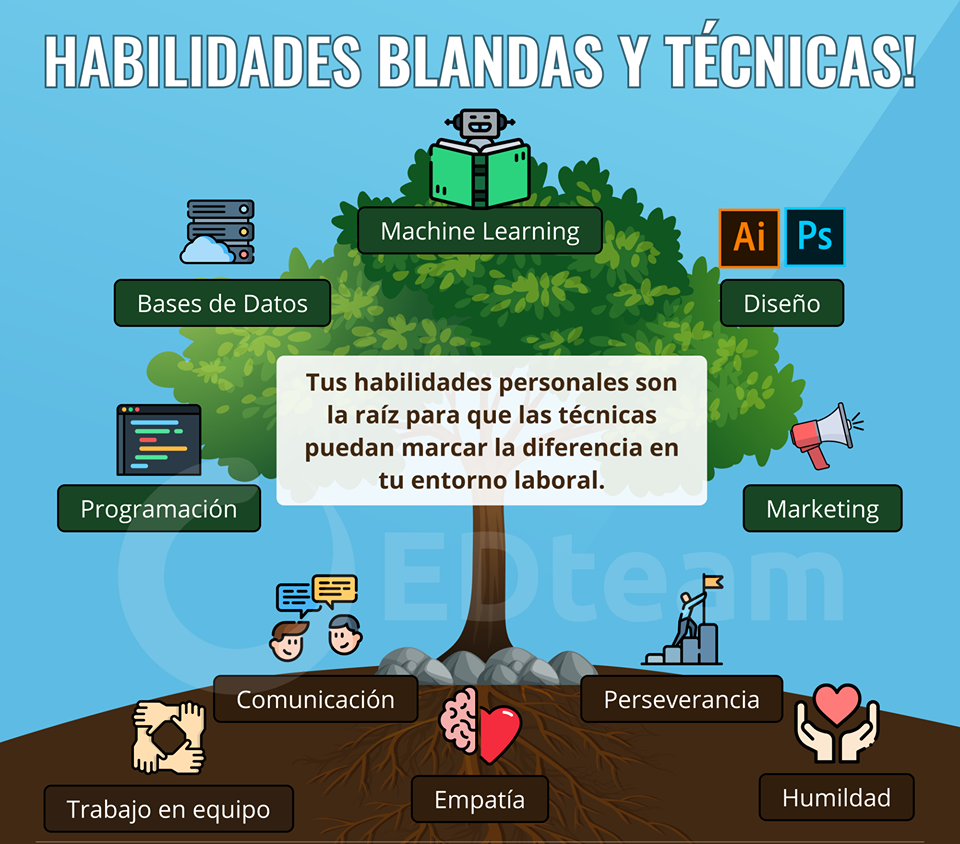 HABILIDADES BLANDAS Y TÉCNICAS!
Machine Learning
Bases de Datos
Ai Ps
Diseño
Tus habilidades personales son
la raíz para que las técnicas
puedan marcar la diferencia en
tu entorno laboral.
Programación
Marketing
EDteam
Comunicación
Perseverancia
Trabajo en equipo
Empatía
Humildad